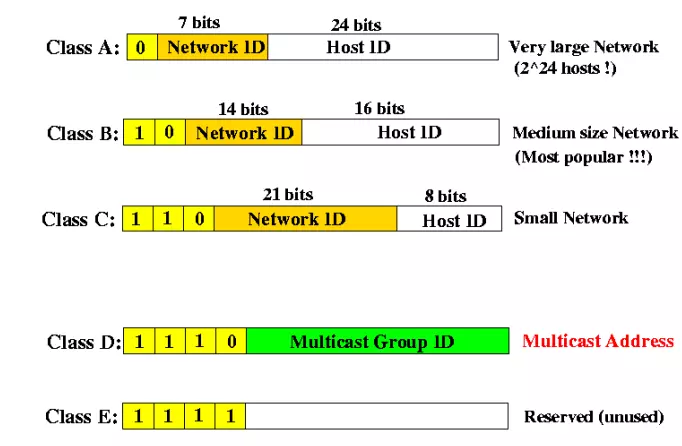 7 bits 24 bits
Class A: 0 Network ID Host ID Very large Network
(2^24 hosts !)
14 bits 16 bits
Class B: 1 0 Network ID Host ID Medium size Network
(Most popular !!!)
21 bits 8 bits
Class C: 1 1 0 Network ID Host ID Small Network
Class D: 1 1 1 0 Multicast Group ID Multicast Address
Class E: 1 1 1 1 Reserved (unused)